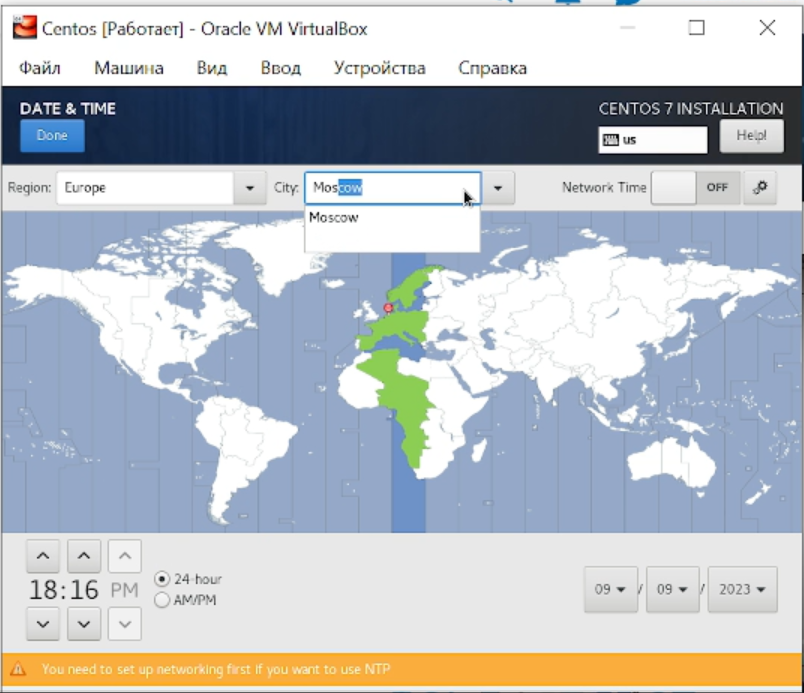 Centos [Работает] - Oracle VM VirtualBox
Файл Машина Вид Ввод Устройства Справка
DATE & TIME
CENTOS 7 INSTALLATION
Done
us
Help!
Region: Europe City: Moscow Network Time OFF
Moscow
18:16 PM
24-hour
AM/PM
09 / 09 / 2023
You need to set up networking first if you want to use NTP